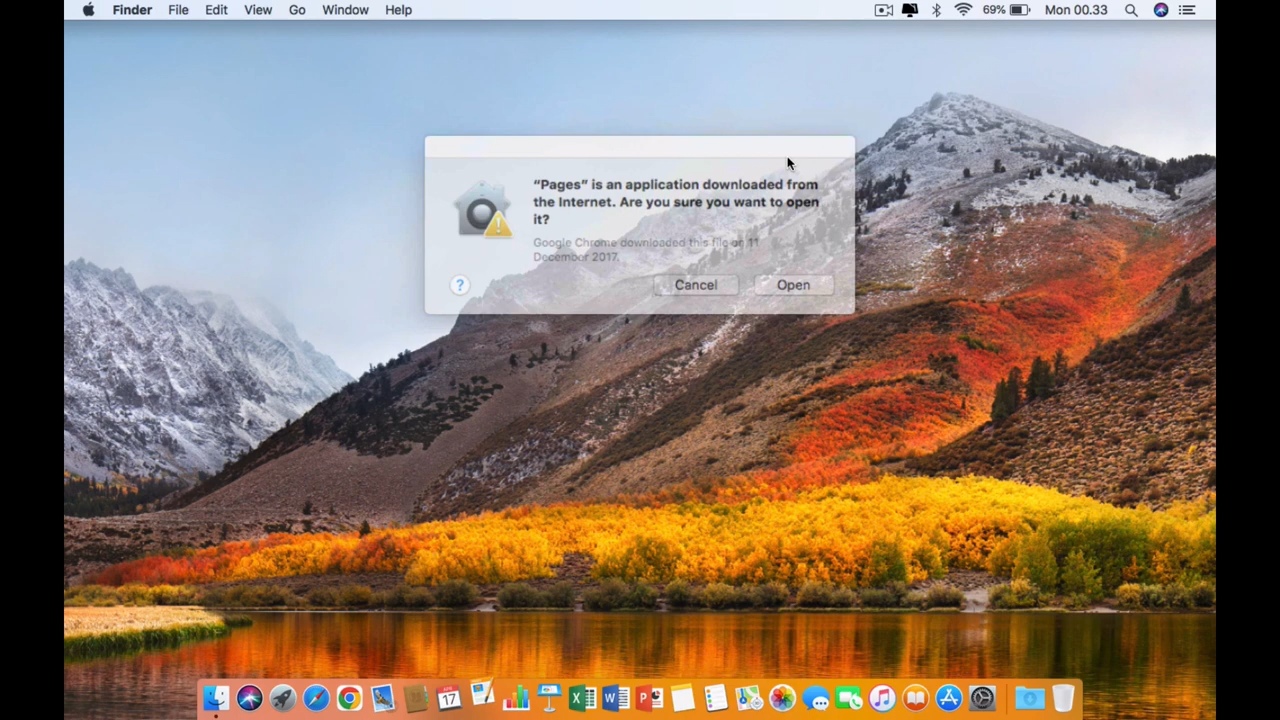 Finder File Edit View Go Window Help 69% Mon 00.33
“Pages” is an application downloaded from
the Internet. Are you sure you want to open
it?
Google Chrome downloaded this file on 11
December 2017.
? Cancel Open
17